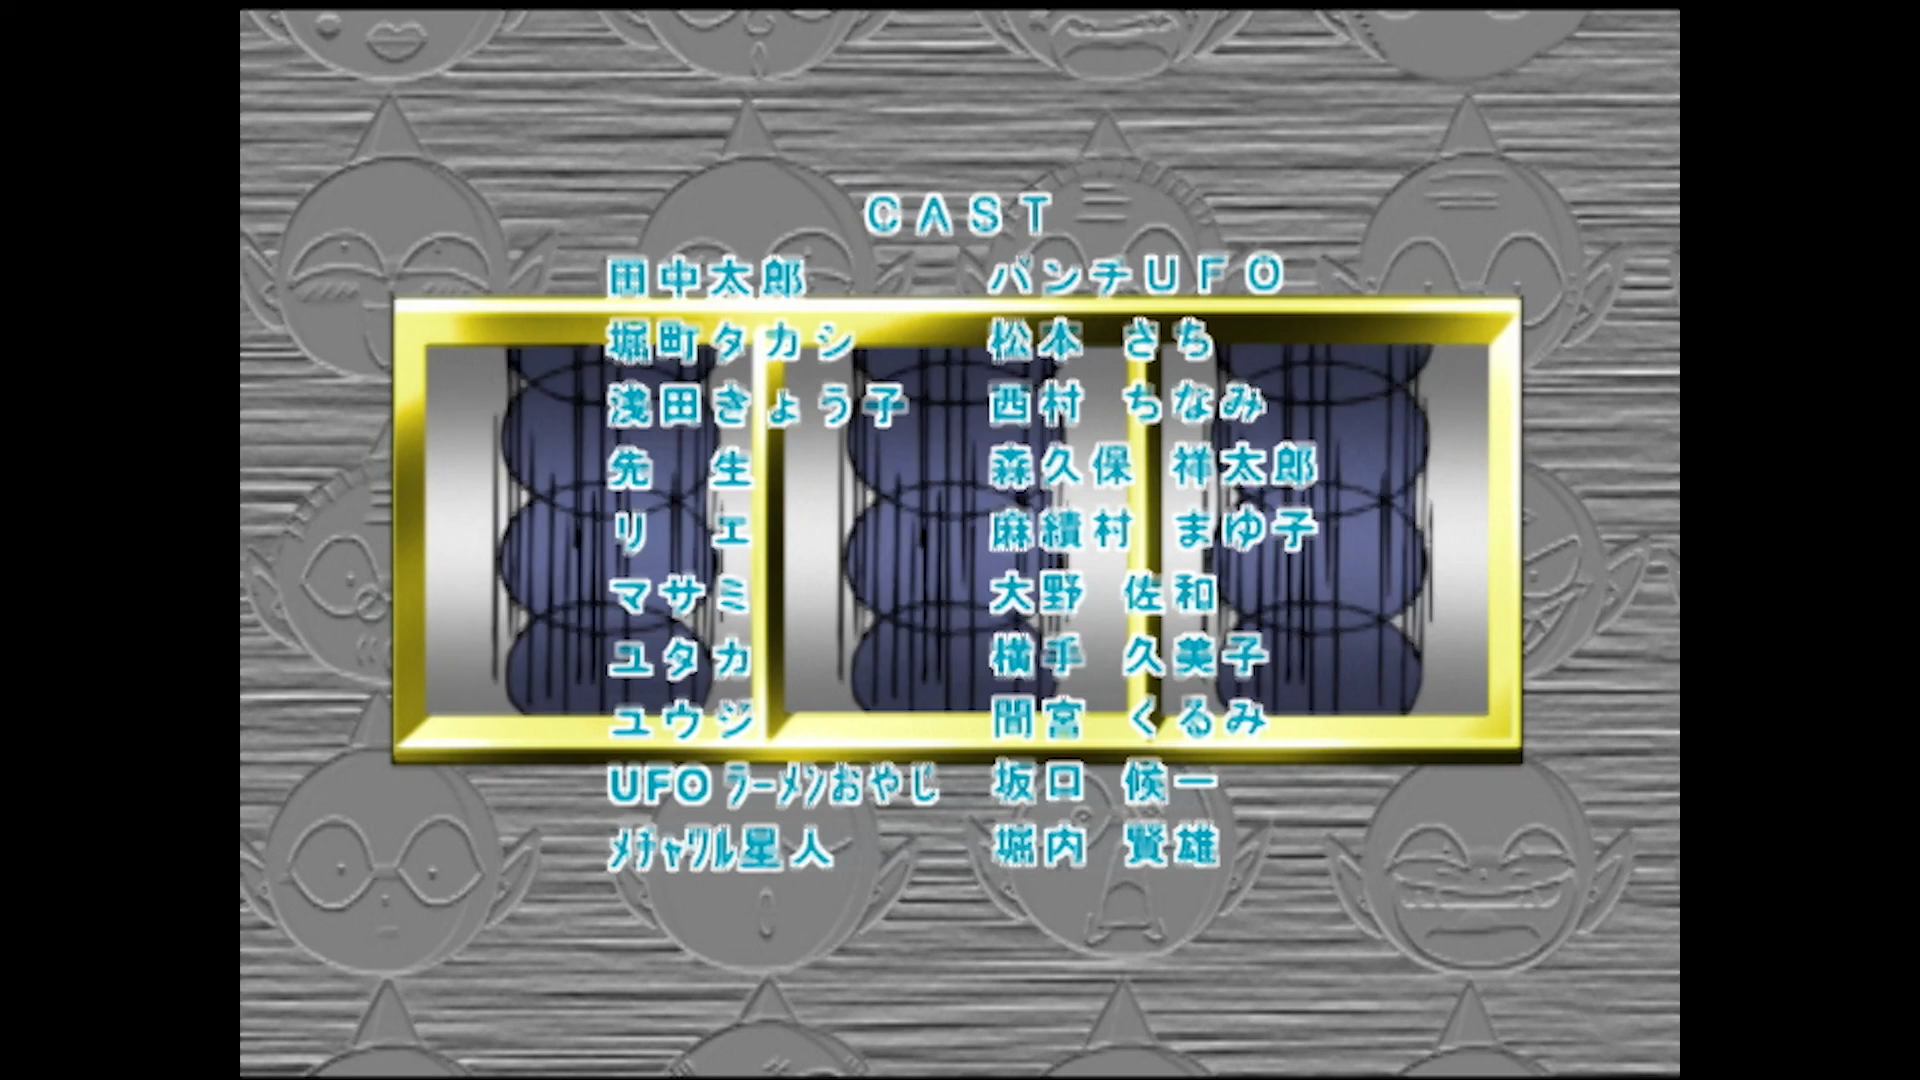 CAST
田中太郎 パンチUFO
堀町タカシ 松本 さち
浅田きょう子 西村 ちなみ
先 生 森久保 祥太郎
リ エ 麻績村 まゆ子
マサミ 大野 佐和
ユタカ 横手 久美子
ユウジ 間宮 くるみ
UFOラーメンおやじ 坂口 候一
メチャツル星人 堀内 賢雄